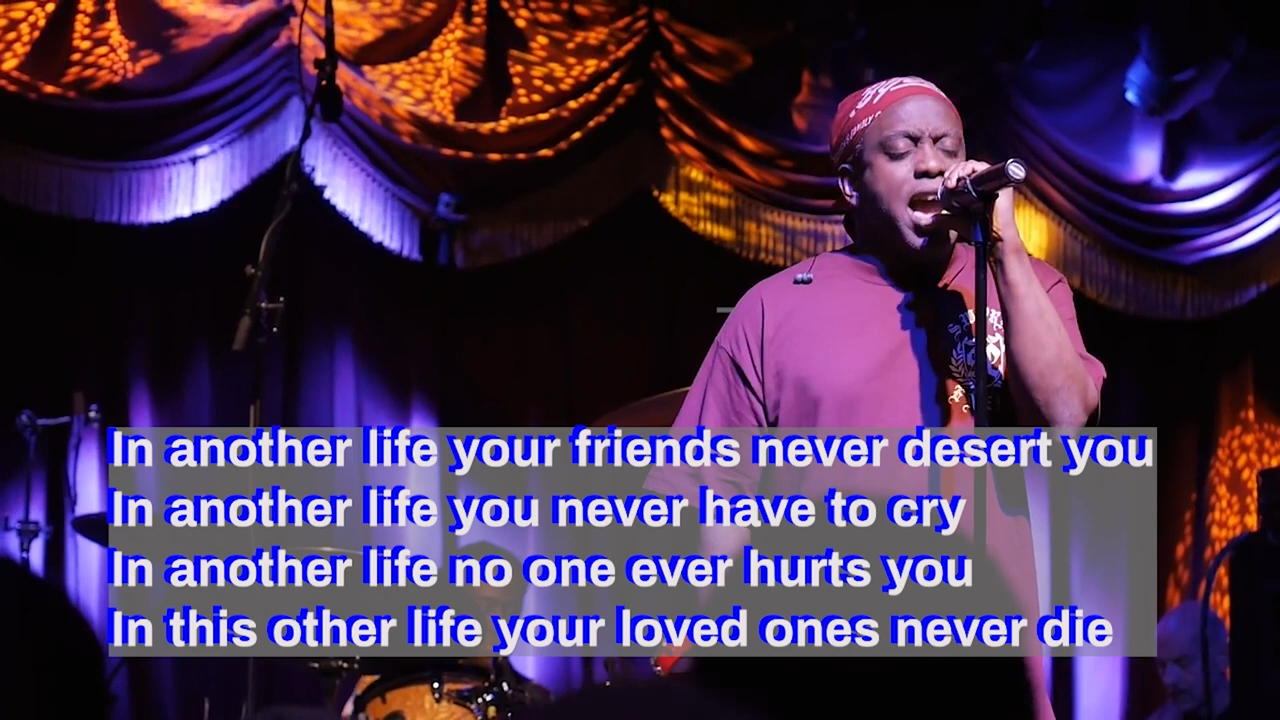 In another life your friends never desert you
In another life you never have to cry
In another life no one ever hurts you
In this other life your loved ones never die